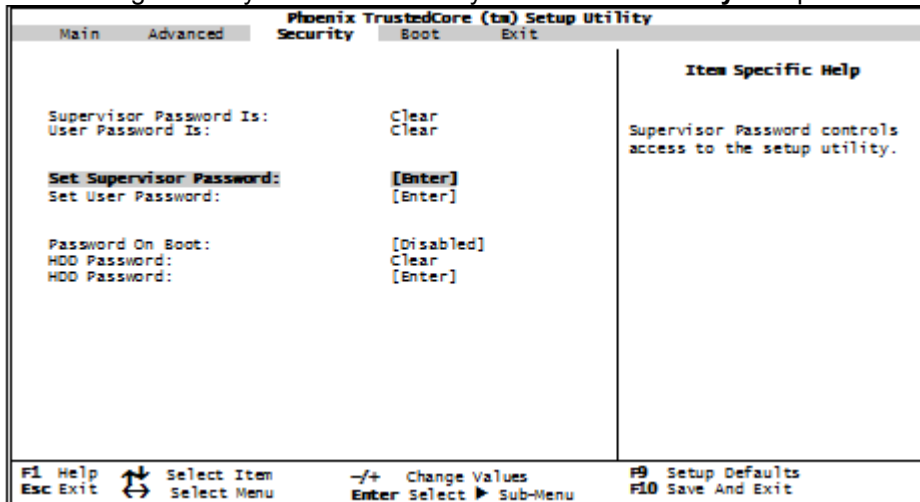 Phoenix TrustedCore (tm) Setup Utility
Main Advanced Security Boot Exit
Item Specific Help
Supervisor Password Is: Clear
User Password Is: Clear
Supervisor Password controls
access to the setup utility.
Set Supervisor Password: [Enter]
Set User Password: [Enter]
Password On Boot: [Disabled]
HDD Password: Clear
HDD Password: [Enter]
F1 Help Select Item -/+ Change Values F9 Setup Defaults
Esc Exit Select Menu Enter Select ▶ Sub-Menu F10 Save And Exit